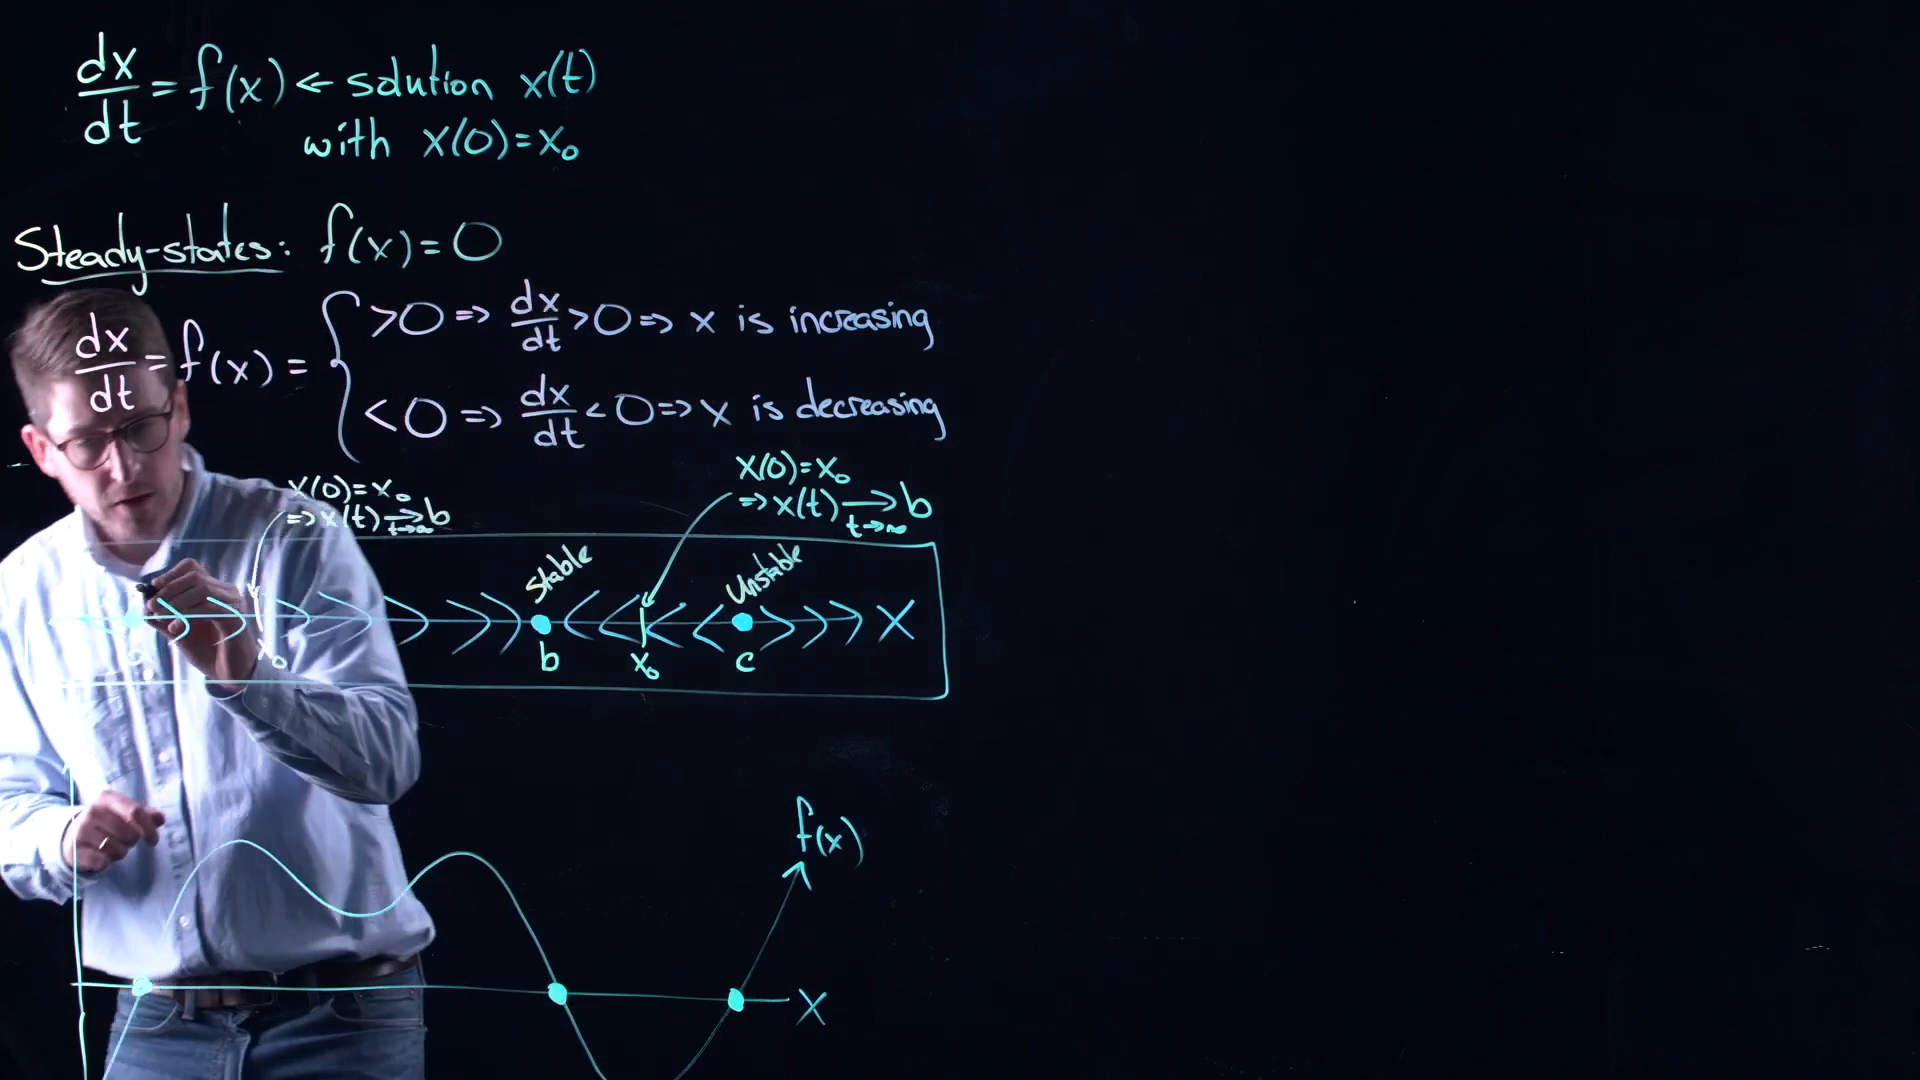 dx/dt = f(x) ← solution x(t)
with x(0)=x₀
Steady-states: f(x)=0
dx/dt = f(x) = { >0 => dx/dt >0 => x is increasing
<0 => dx/dt <0 => x is decreasing
x(0)=x₀
=> x(t) → b
t→∞
x(0)=x₀
=> x(t) → b
t→∞
Stable
Unstable
X
a
x₀
b
x₀
c
f(x)
X